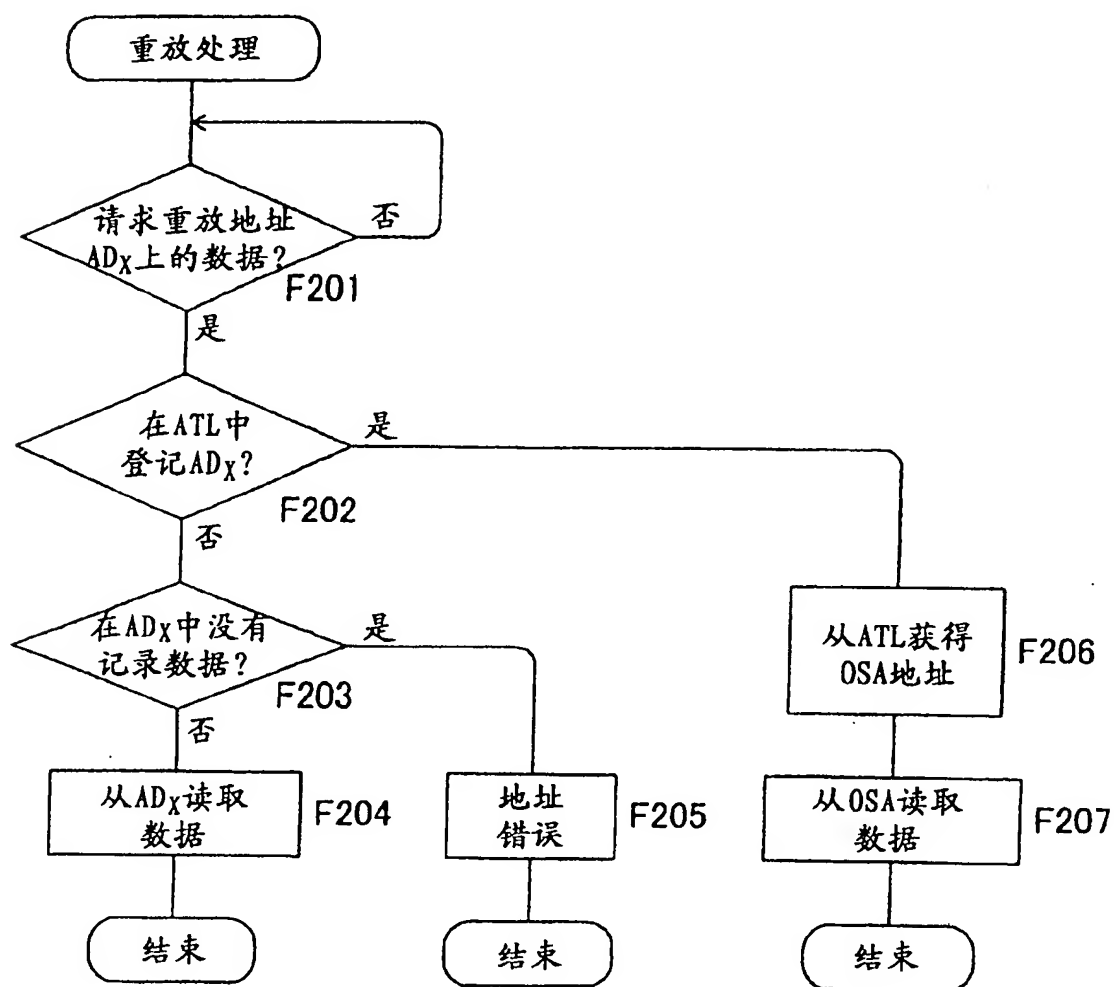 重放处理
请求重放地址
ADX上的数据?
否
F201
是
在ATL中
登记ADX?
是
F202
否
在ADX中没有
记录数据?
是
F203
否
从ATL获得
OSA地址
F206
从ADX读取
数据
F204
地址
错误
F205
从OSA读取
数据
F207
结束
结束
结束